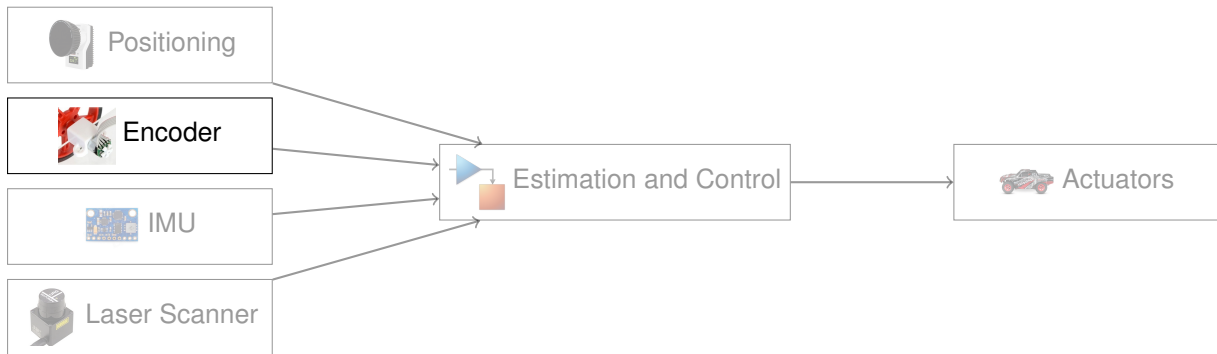 Positioning
Encoder
IMU
Laser Scanner
Estimation and Control
Actuators